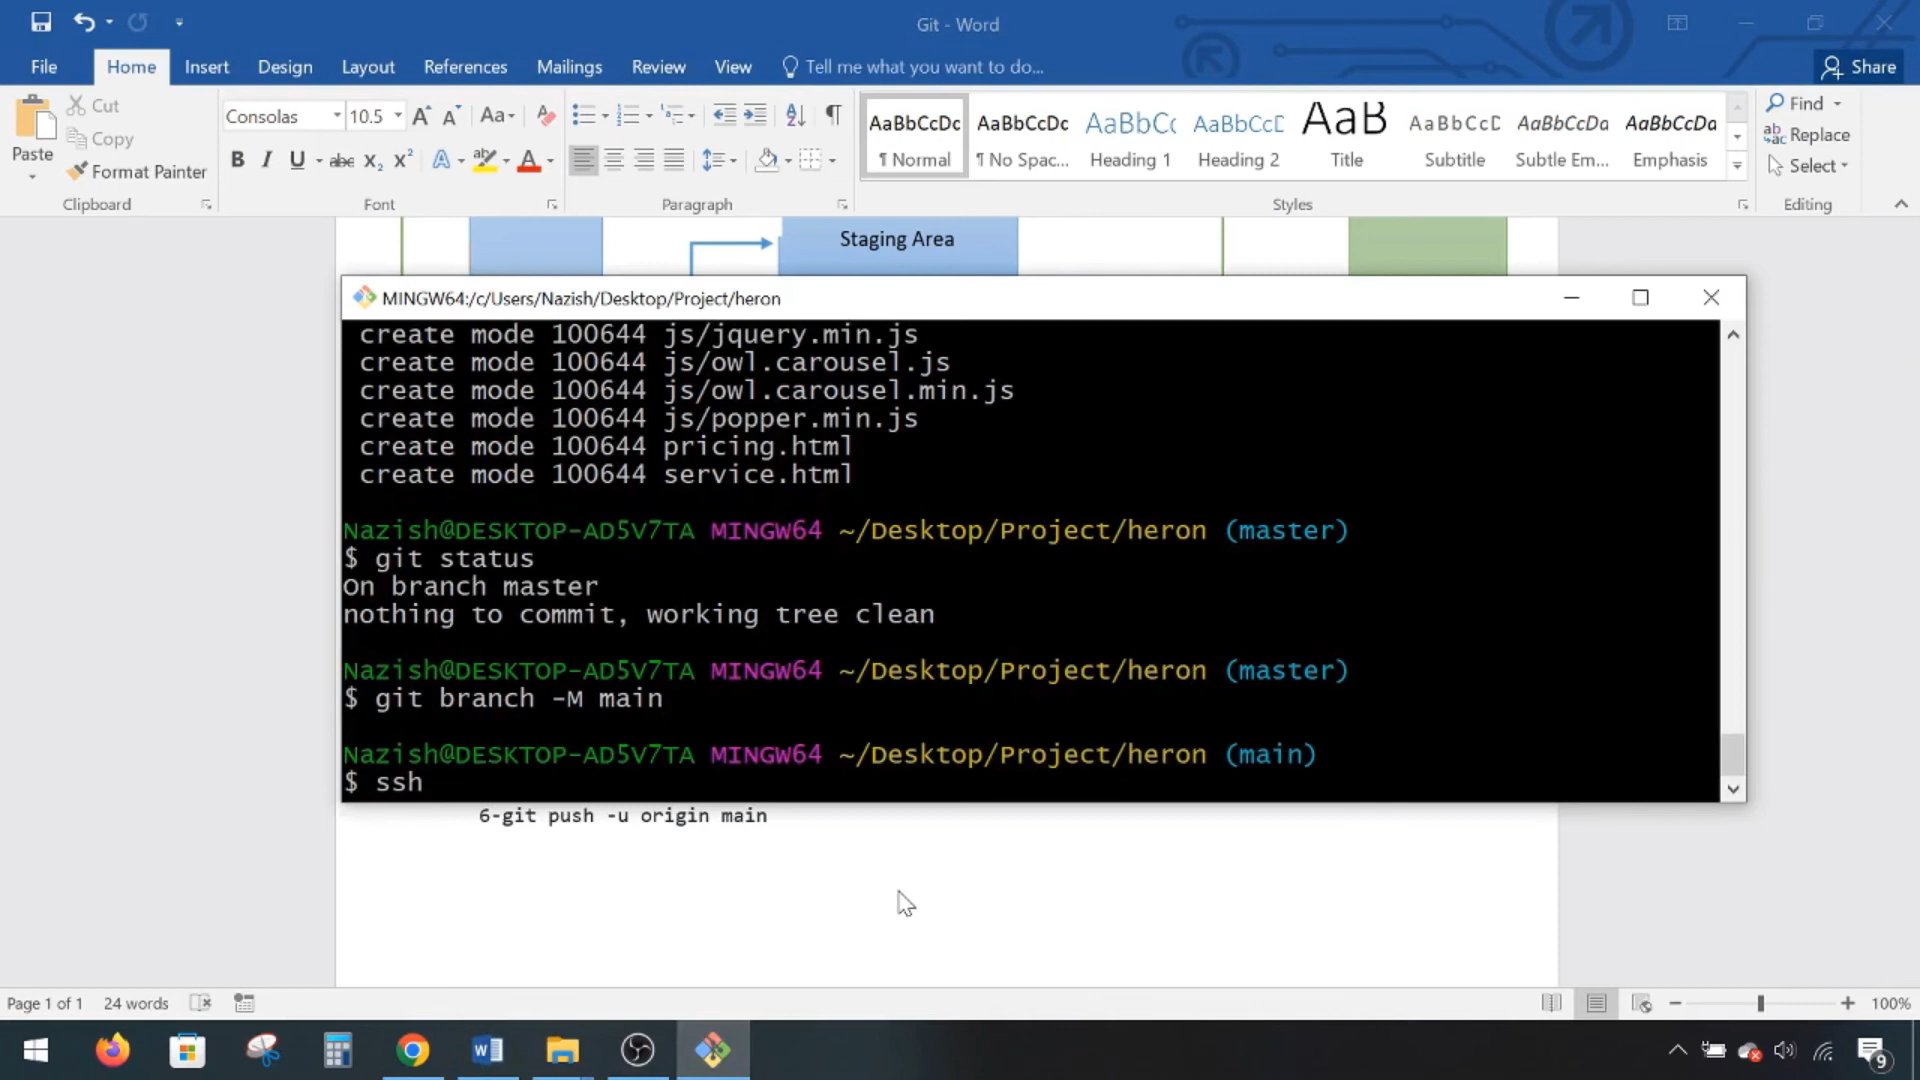 Git - Word
File Home Insert Design Layout References Mailings Review View Tell me what you want to do... Share
Paste Cut Copy Format Painter
Consolas 10.5
AaBbCcDc AaBbCcDc AaBbCc AaBbCcD AaB AaBbCcD AaBbCcDa AaBbCcDa
¶ Normal ¶ No Spac... Heading 1 Heading 2 Title Subtitle Subtle Em... Emphasis
Find
Replace
Select
Clipboard Font Paragraph Styles Editing
Staging Area
MINGW64:/c/Users/Nazish/Desktop/Project/heron
create mode 100644 js/jquery.min.js
create mode 100644 js/owl.carousel.js
create mode 100644 js/owl.carousel.min.js
create mode 100644 js/popper.min.js
create mode 100644 pricing.html
create mode 100644 service.html
Nazish@DESKTOP-AD5V7TA MINGW64 ~/Desktop/Project/heron (master)
$ git status
On branch master
nothing to commit, working tree clean
Nazish@DESKTOP-AD5V7TA MINGW64 ~/Desktop/Project/heron (master)
$ git branch -M main
Nazish@DESKTOP-AD5V7TA MINGW64 ~/Desktop/Project/heron (main)
$ ssh
6-git push -u origin main
Page 1 of 1 24 words 100%
9